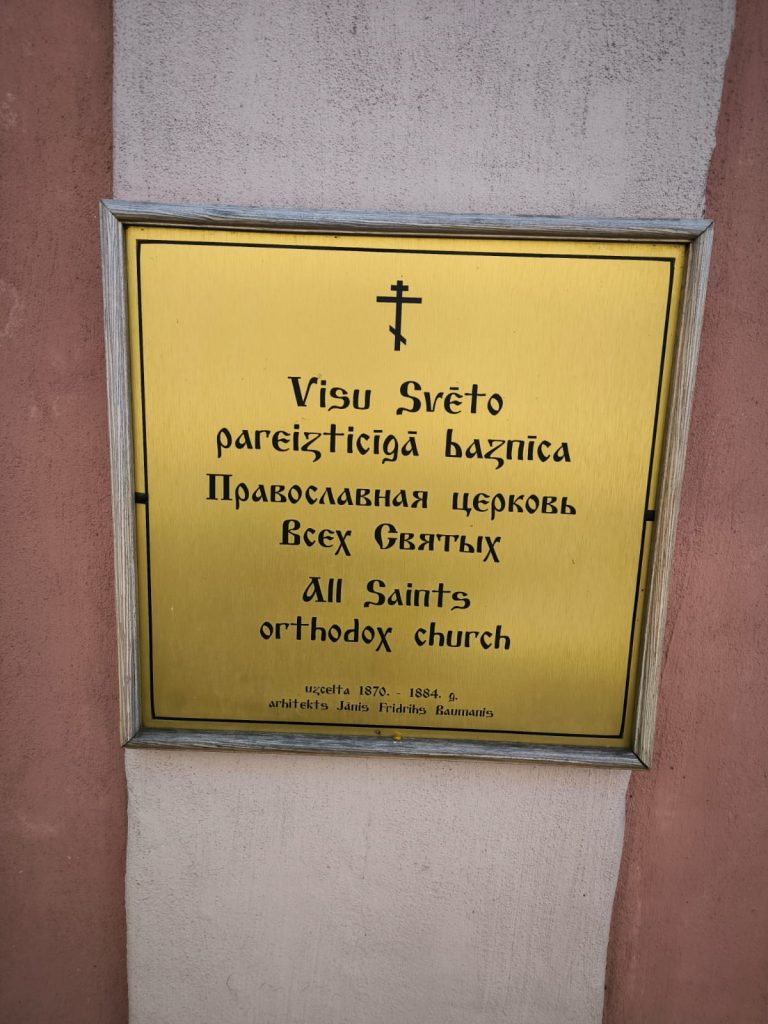 Visu Svēto
pareizticīgā baznīca
Православная церковь
Всех Святых
All Saints
orthodox church
uzcelta 1870. - 1884. g.
arhitekts Jānis Fridrihs Baumanis